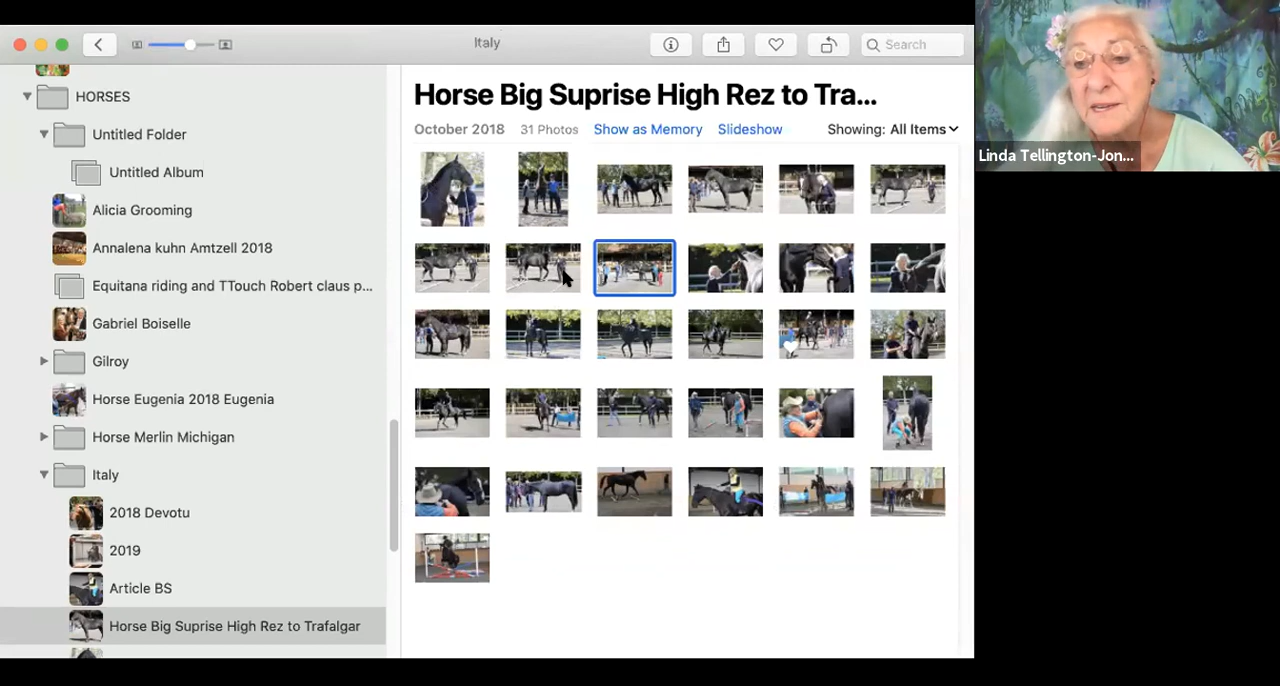 Italy
Search
HORSES
Untitled Folder
Untitled Album
Alicia Grooming
Annalena kuhn Amtzell 2018
Equitana riding and TTouch Robert claus p...
Gabriel Boiselle
Gilroy
Horse Eugenia 2018 Eugenia
Horse Merlin Michigan
Italy
2018 Devotu
2019
Article BS
Horse Big Suprise High Rez to Trafalgar
Horse Big Suprise High Rez to Tra...
October 2018 31 Photos Show as Memory Slideshow Showing: All Items
Linda Tellington-Jon...